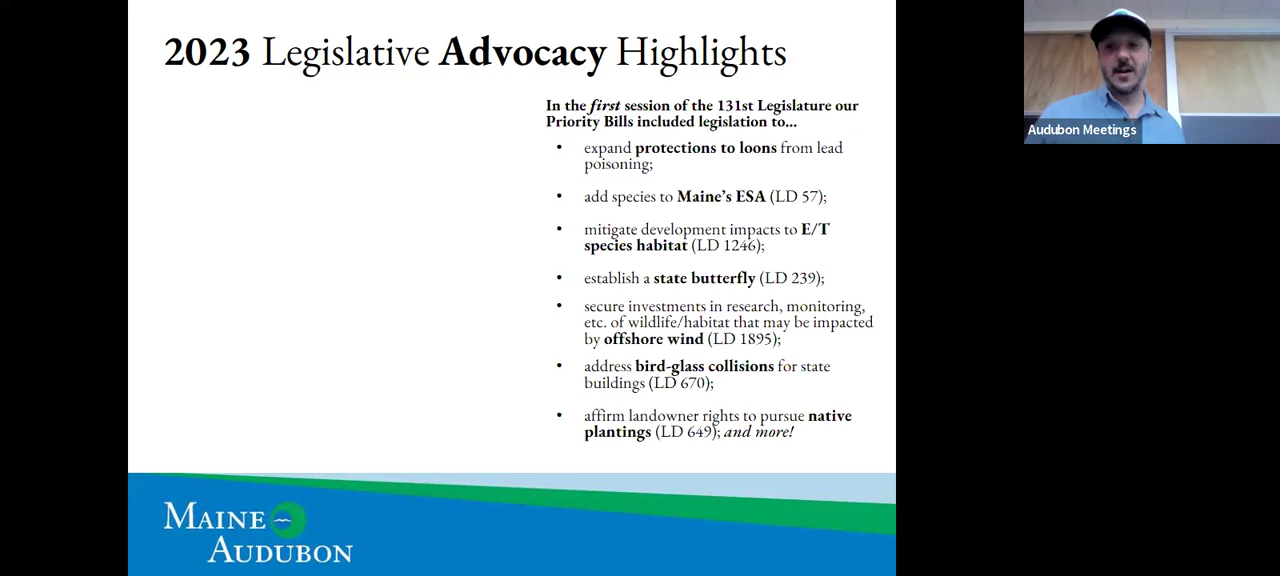 2023 Legislative Advocacy Highlights
In the first session of the 131st Legislature our
Priority Bills included legislation to...
• expand protections to loons from lead
poisoning;
• add species to Maine's ESA (LD 57);
• mitigate development impacts to E/T
species habitat (LD 1246);
• establish a state butterfly (LD 239);
• secure investments in research, monitoring,
etc. of wildlife/habitat that may be impacted
by offshore wind (LD 1895);
• address bird-glass collisions for state
buildings (LD 670);
• affirm landowner rights to pursue native
plantings (LD 649); and more!
MAINE
AUDUBON
Audubon Meetings